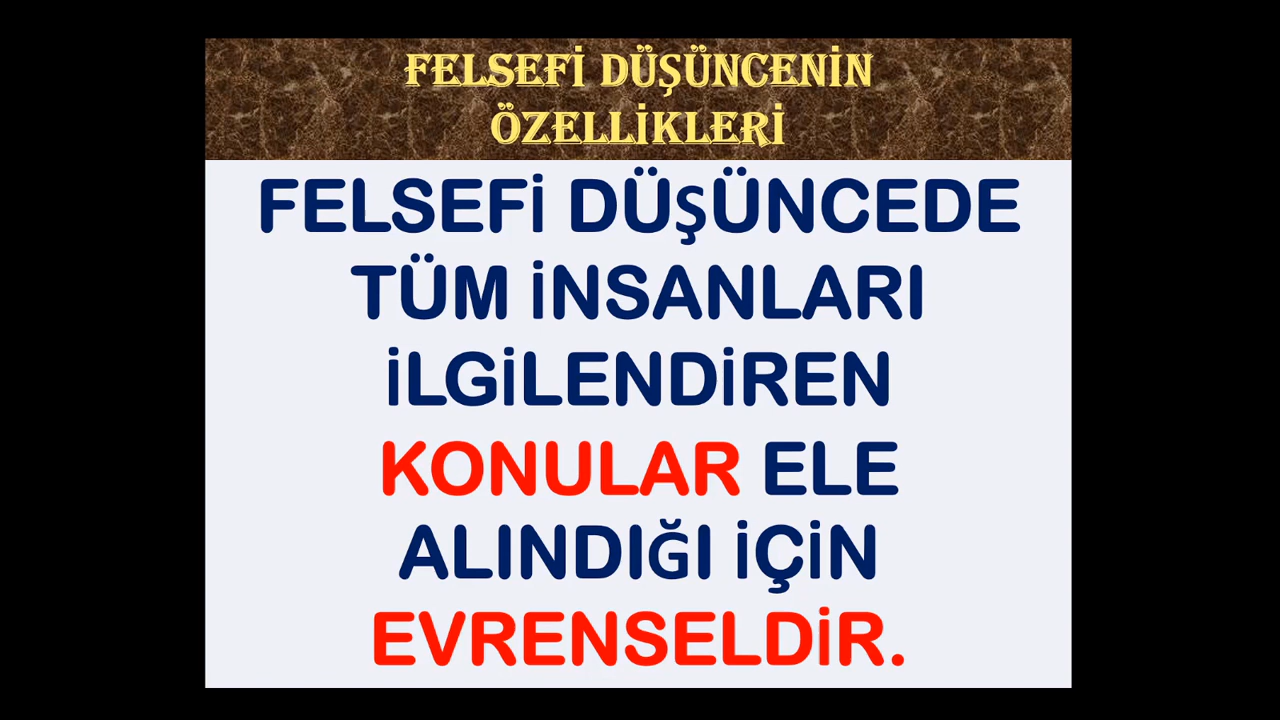 FELSEFİ DÜŞÜNCENİN
ÖZELLİKLERİ
FELSEFİ DÜŞÜNCEDE
TÜM İNSANLARI
İLGİLENDİREN
KONULAR ELE
ALINDIĞI İÇİN
EVRENSELDİR.